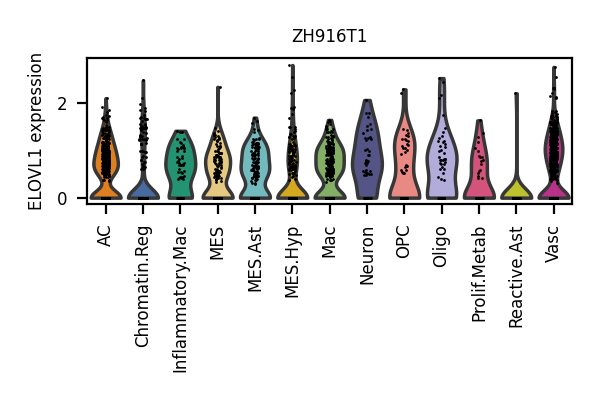 ZH916T1
ELOVL1 expression
2
0
AC
Chromatin.Reg
Inflammatory.Mac
MES
MES.Ast
MES.Hyp
Mac
Neuron
OPC
Oligo
Prolif.Metab
Reactive.Ast
Vasc